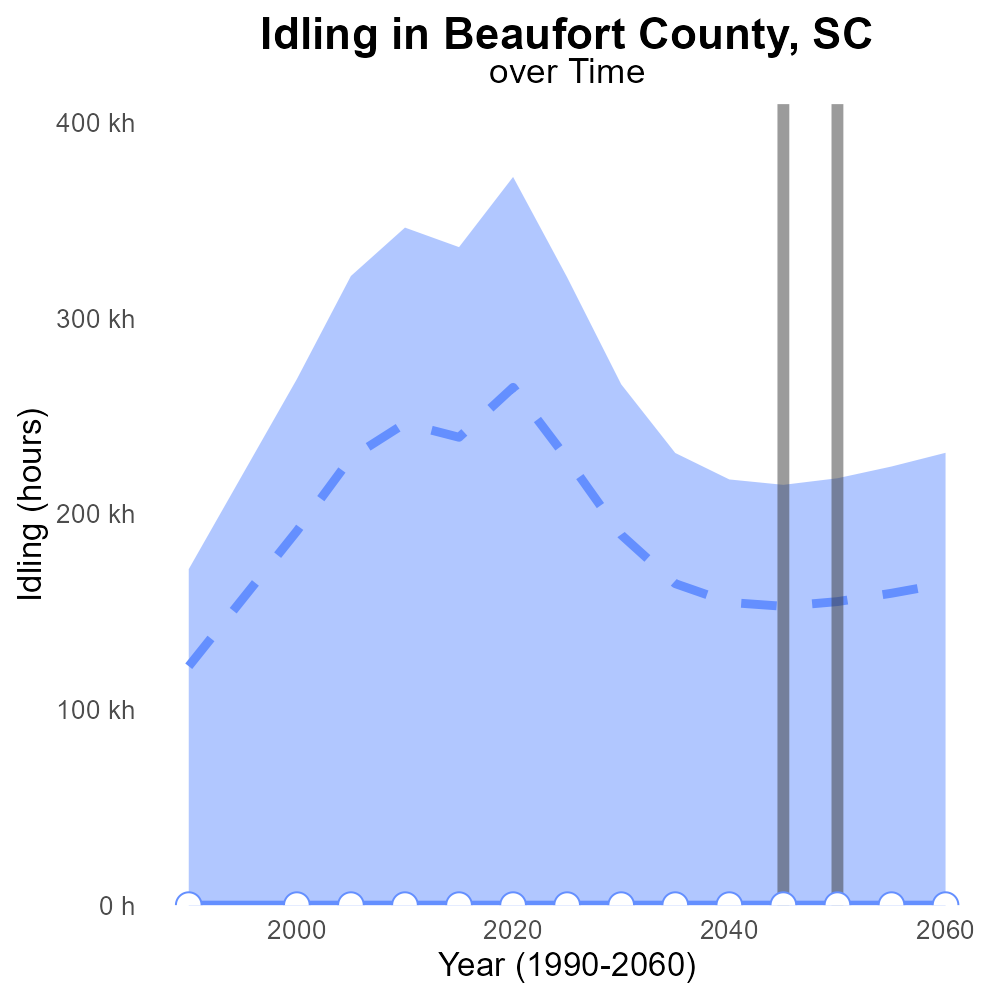 Idling in Beaufort County, SC
over Time
400 kh
300 kh
200 kh
100 kh
0 h
Idling (hours)
2000
2020
2040
2060
Year (1990-2060)